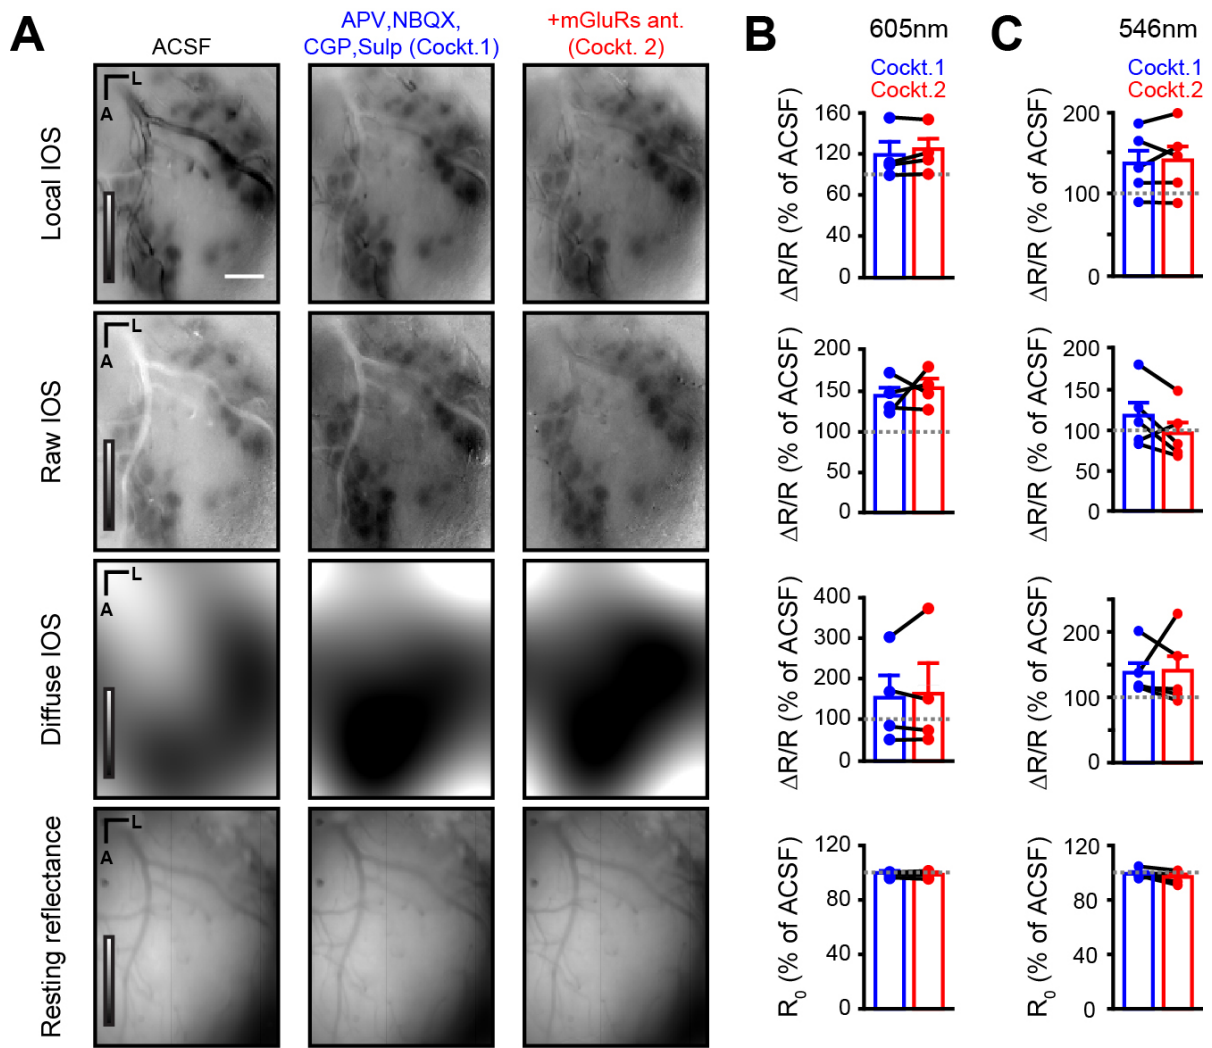 A
ACSF
APV,NBQX,
CGP,Sulp (Cockt.1)
+mGluRs ant.
(Cockt. 2)
Local IOS
L
A
Raw IOS
L
A
Diffuse IOS
L
A
Resting reflectance
L
A
B
605nm
Cockt.1
Cockt.2
ΔR/R (% of ACSF)
160
120
60
0
ΔR/R (% of ACSF)
200
150
100
50
0
ΔR/R (% of ACSF)
400
300
200
100
0
R₀ (% of ACSF)
120
80
40
0
C
546nm
Cockt.1
Cockt.2
ΔR/R (% of ACSF)
200
100
0
ΔR/R (% of ACSF)
200
150
100
50
0
ΔR/R (% of ACSF)
200
100
0
R₀ (% of ACSF)
120
80
40
0